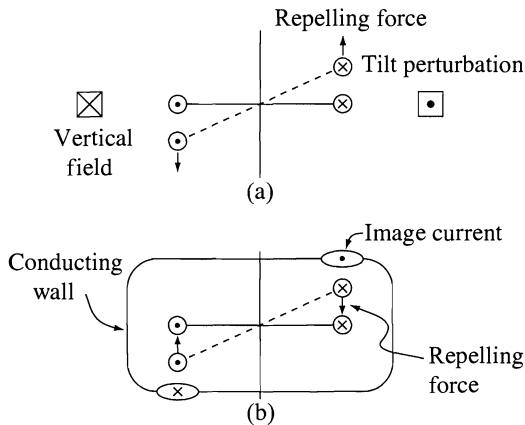 Repelling force
Tilt perturbation
Vertical
field
(a)
Image current
Conducting
wall
Repelling
force
(b)